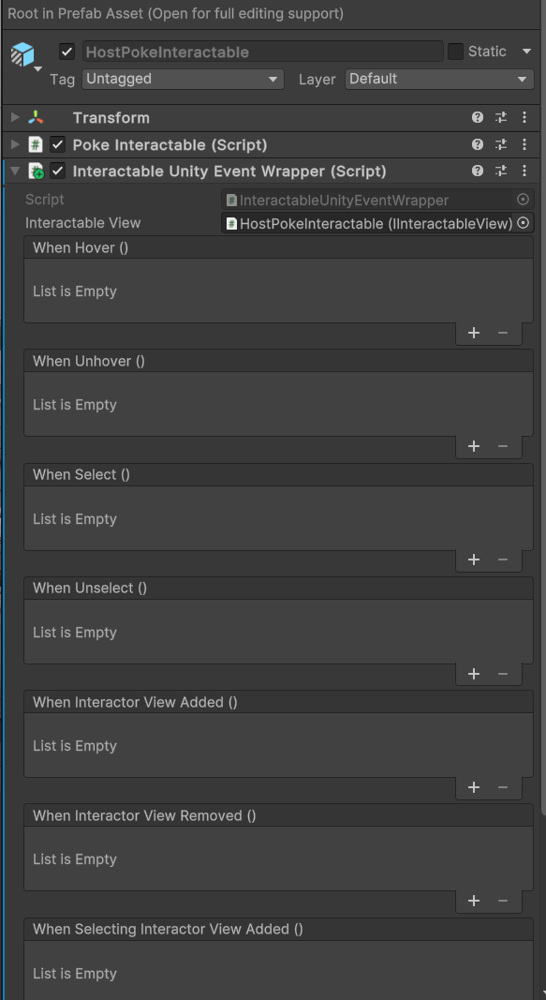 Root in Prefab Asset (Open for full editing support)
HostPokeInteractable
Static
Tag Untagged Layer Default
Transform
# Poke Interactable (Script)
# Interactable Unity Event Wrapper (Script)
Script # InteractableUnityEventWrapper
Interactable View # HostPokeInteractable (IInteractableView)
When Hover ()
List is Empty
+ −
When Unhover ()
List is Empty
+ −
When Select ()
List is Empty
+ −
When Unselect ()
List is Empty
+ −
When Interactor View Added ()
List is Empty
+ −
When Interactor View Removed ()
List is Empty
+ −
When Selecting Interactor View Added ()
List is Empty